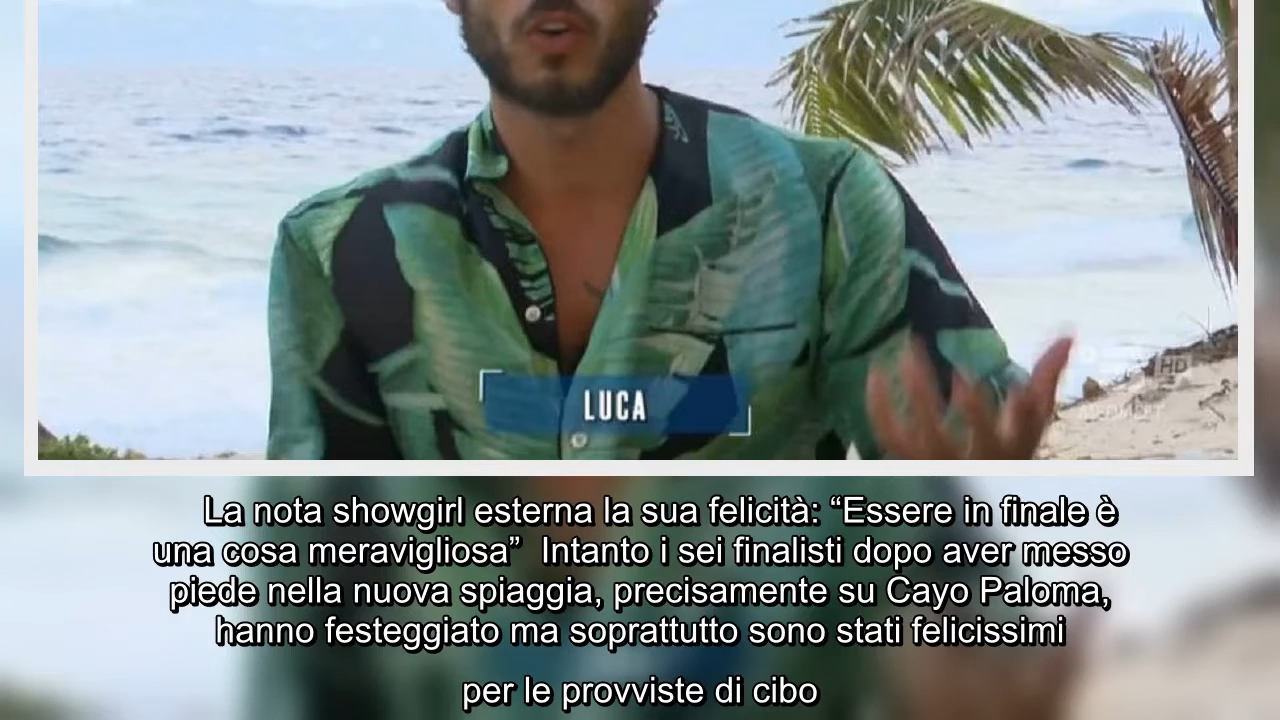 HD
LUCA
La nota showgirl esterna la sua felicità: “Essere in finale è
una cosa meravigliosa”  Intanto i sei finalisti dopo aver messo
piede nella nuova spiaggia, precisamente su Cayo Paloma,
hanno festeggiato ma soprattutto sono stati felicissimi
per le provviste di cibo